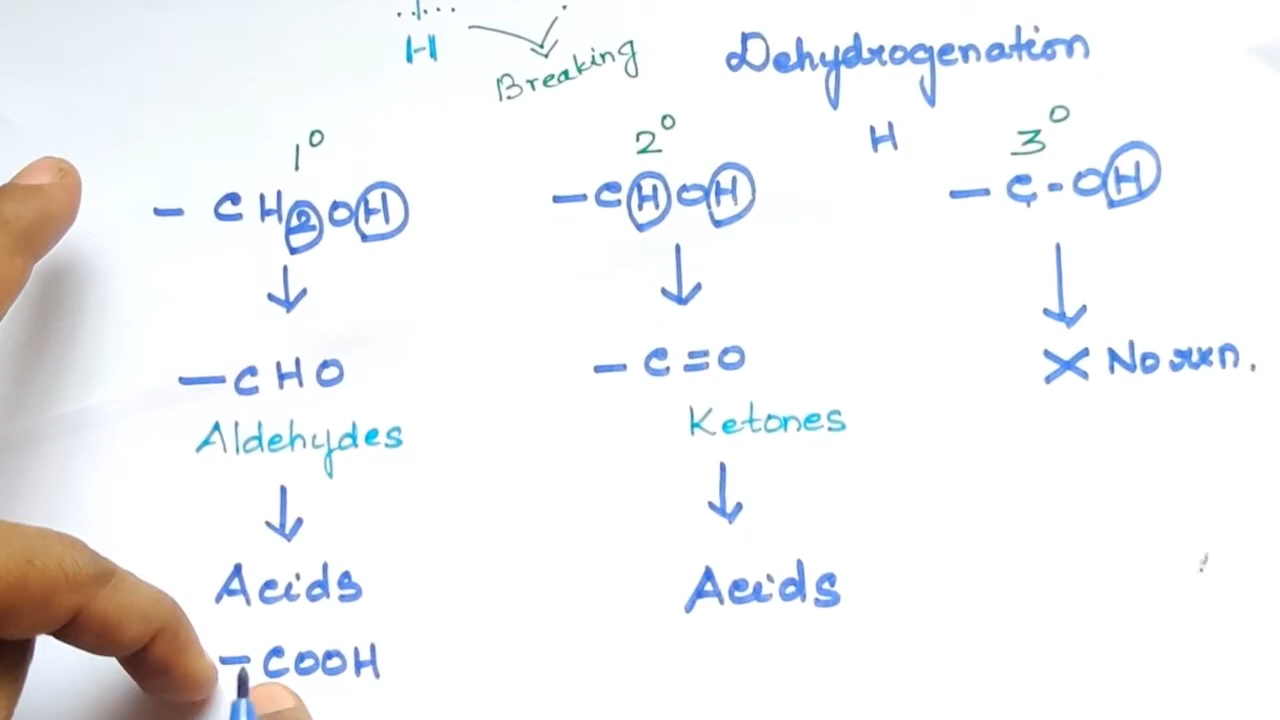 H
Breaking
Dehydrogenation
1° 2° H 3°
- CH2OH -CHOH - C-OH
-CHO -C=O × No rxn.
Aldehydes Ketones
Acids Acids
-COOH